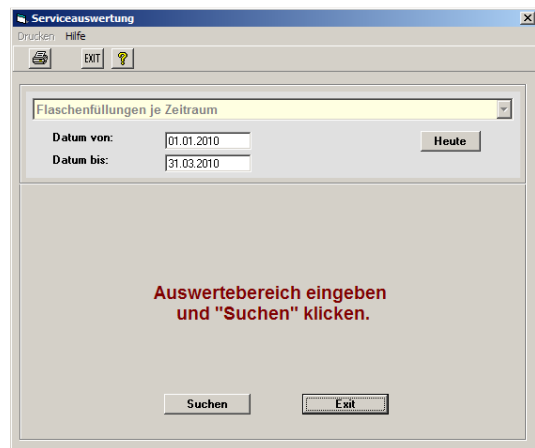 Serviceauswertung
Drucken Hilfe
EXIT ?
Flaschenfüllungen je Zeitraum
Datum von: 01.01.2010 Heute
Datum bis: 31.03.2010
Auswertebereich eingeben
und "Suchen" klicken.
Suchen Exit